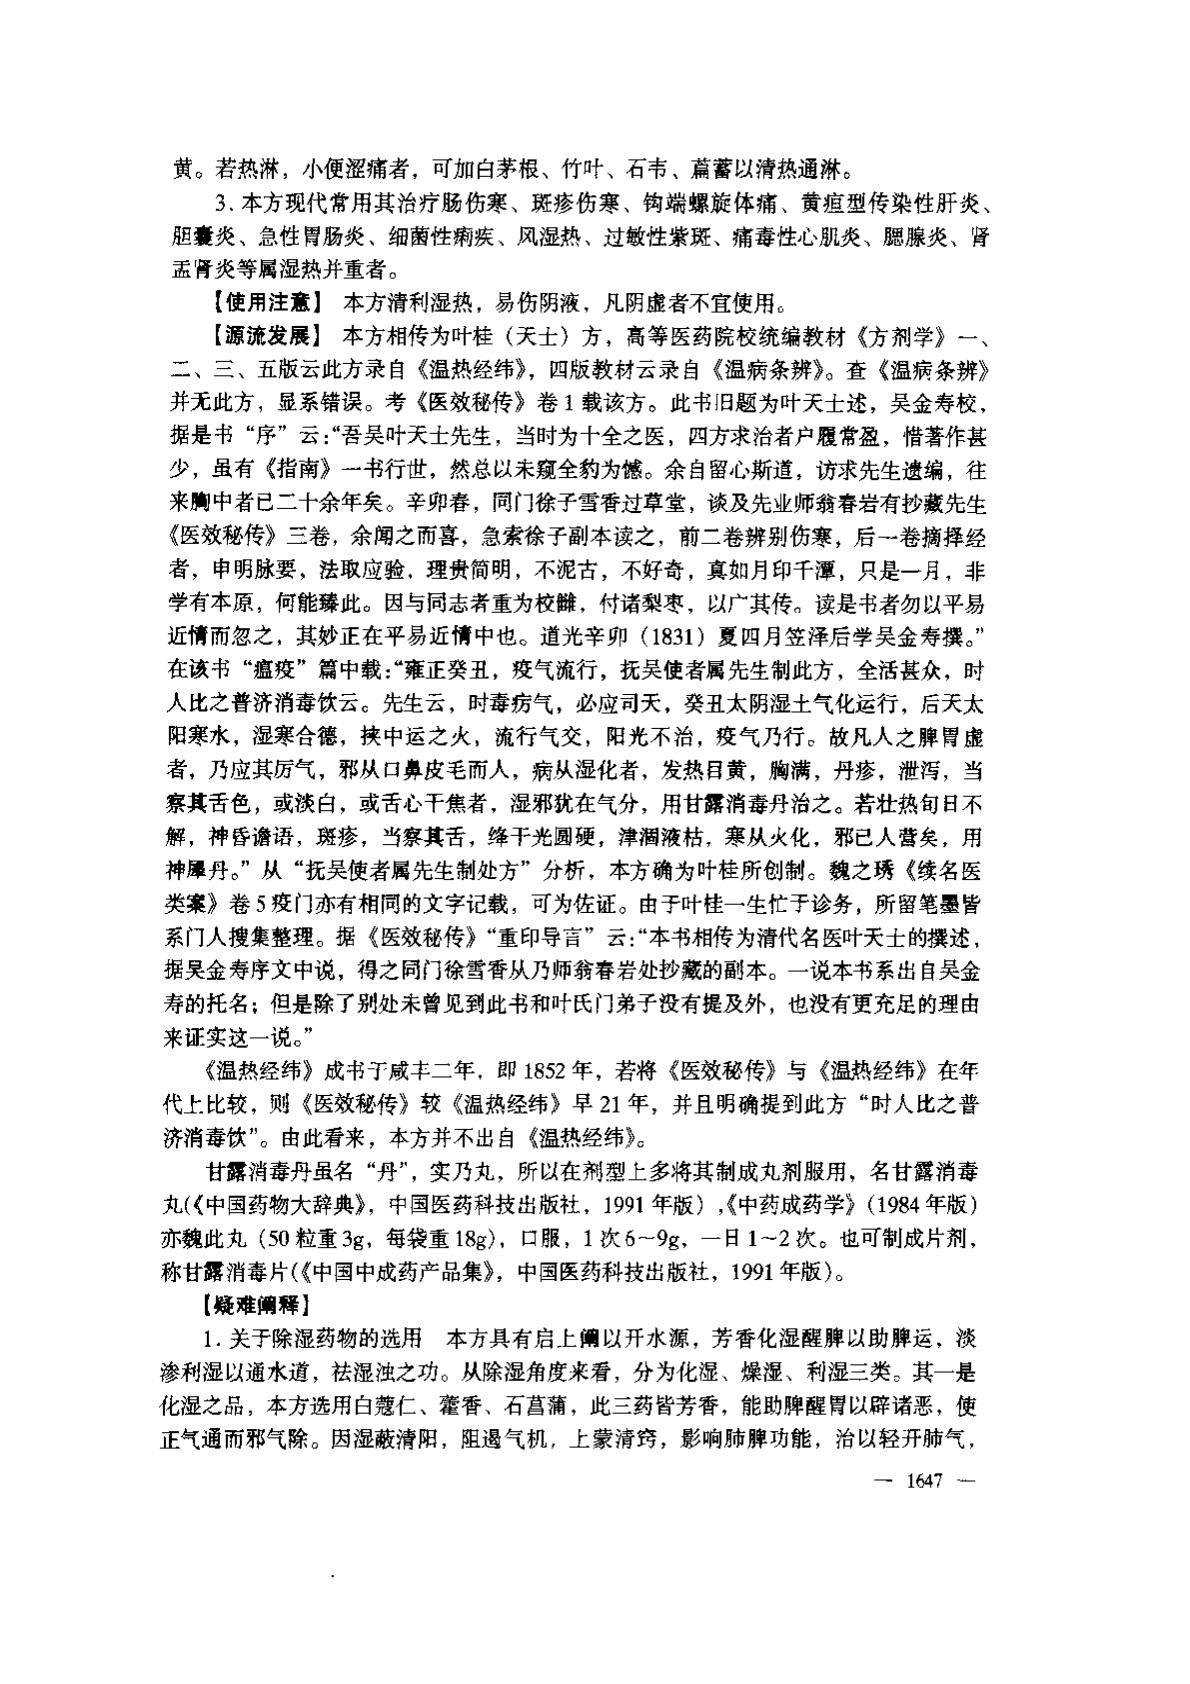 黄。若热淋，小便涩痛者，可加白茅根、竹叶、石韦、萹蓄以清热通淋。
3. 本方现代常用其治疗肠伤寒、斑疹伤寒、钩端螺旋体痛、黄疸型传染性肝炎、
胆囊炎、急性胃肠炎、细菌性痢疾、风湿热、过敏性紫斑、痛毒性心肌炎、腮腺炎、肾
盂肾炎等属湿热并重者。
【使用注意】 本方清利湿热，易伤阴液，凡阴虚者不宜使用。
【源流发展】 本方相传为叶桂（天士）方，高等医药院校统编教材《方剂学》一、
二、三、五版云此方录自《温热经纬》，四版教材云录自《温病条辨》。查《温病条辨》
并无此方，显系错误。考《医效秘传》卷 1 载该方。此书旧题为叶天士述，吴金寿校，
据是书“序”云：“吾吴叶天士先生，当时为十全之医，四方求治者户履常盈，惜著作甚
少，虽有《指南》一书行世，然总以未窥全豹为憾。余自留心斯道，访求先生遗编，往
来胸中者已二十余年矣。辛卯春，同门徐子雪香过草堂，谈及先业师翁春岩有抄藏先生
《医效秘传》三卷，余闻之而喜，急索徐子副本读之，前二卷辨别伤寒，后一卷摘择经
者，申明脉要，法取应验，理贵简明，不泥古，不好奇，真如月印千潭，只是一月，非
学有本原，何能臻此。因与同志者重为校雠，付诸梨枣，以广其传。读是书者勿以平易
近情而忽之，其妙正在平易近情中也。道光辛卯（1831）夏四月笠泽后学吴金寿撰。”
在该书“瘟疫”篇中载：“雍正癸丑，疫气流行，抚吴使者属先生制此方，全活甚众，时
人比之普济消毒饮云。先生云，时毒疠气，必应司天，癸丑太阴湿土气化运行，后天太
阳寒水，湿寒合德，挟中运之火，流行气交，阳光不治，疫气乃行。故凡人之脾胃虚
者，乃应其厉气，邪从口鼻皮毛而人，病从湿化者，发热目黄，胸满，丹疹，泄泻，当
察其舌色，或淡白，或舌心干焦者，湿邪犹在气分，用甘露消毒丹治之。若壮热旬日不
解，神昏谵语，斑疹，当察其舌，绛干光圆硬，津涸液枯，寒从火化，邪已人营矣，用
神犀丹。”从“抚吴使者属先生制处方”分析，本方确为叶桂所创制。魏之琇《续名医
类案》卷 5 疫门亦有相同的文字记载，可为佐证。由于叶桂一生忙于诊务，所留笔墨皆
系门人搜集整理。据《医效秘传》“重印导言”云：“本书相传为清代名医叶天士的撰述，
据吴金寿序文中说，得之同门徐雪香从乃师翁春岩处抄藏的副本。一说本书系出自吴金
寿的托名；但是除了别处未曾见到此书和叶氏门弟子没有提及外，也没有更充足的理由
来证实这一说。”
《温热经纬》成书于咸丰二年，即 1852 年，若将《医效秘传》与《温热经纬》在年
代上比较，则《医效秘传》较《温热经纬》早 21 年，并且明确提到此方“时人比之普
济消毒饮”。由此看来，本方并不出自《温热经纬》。
甘露消毒丹虽名“丹”，实乃丸，所以在剂型上多将其制成丸剂服用，名甘露消毒
丸(《中国药物大辞典》，中国医药科技出版社，1991 年版)，《中药成药学》（1984 年版）
亦魏此丸（50 粒重 3g，每袋重 18g），口服，1 次 6～9g，一日 1～2 次。也可制成片剂，
称甘露消毒片(《中国中成药产品集》，中国医药科技出版社，1991 年版）。
【疑难阐释】
1. 关于除湿药物的选用 本方具有启上阐以开水源，芳香化湿醒脾以助脾运，淡
渗利湿以通水道，祛湿浊之功。从除湿角度来看，分为化湿、燥湿、利湿三类。其一是
化湿之品，本方选用白蔻仁、藿香、石菖蒲，此三药皆芳香，能助脾醒胃以辟诸恶，使
正气通而邪气除。因湿蔽清阳，阻遏气机，上蒙清窍，影响肺脾功能，治以轻开肺气，
— 1647 —